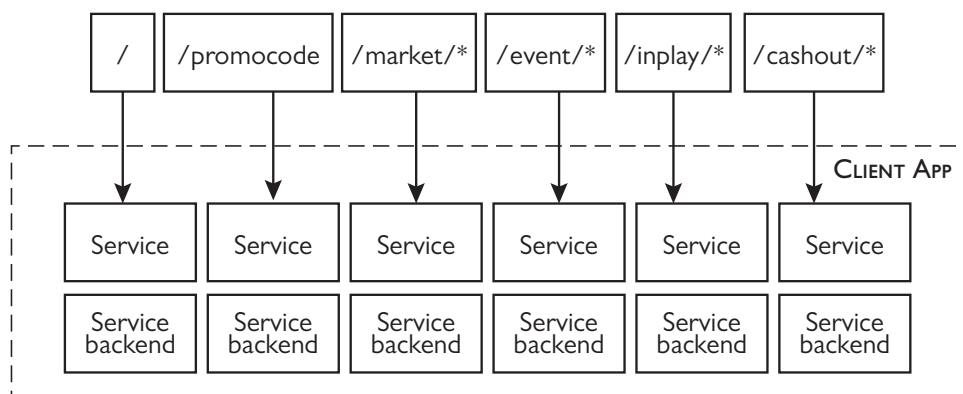 /
/promocode
/market/*
/event/*
/inplay/*
/cashout/*
CLIENT APP
Service
Service
Service
Service
Service
Service
Service
backend
Service
backend
Service
backend
Service
backend
Service
backend
Service
backend